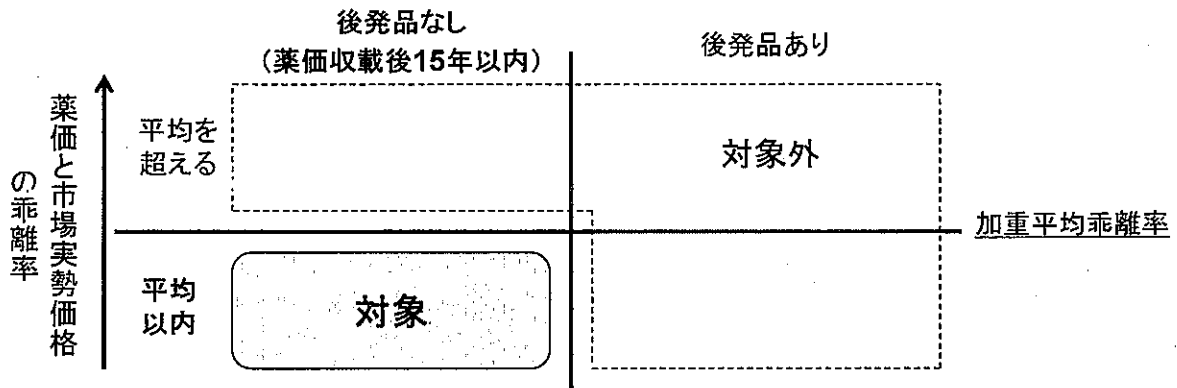 後発品なし
（薬価収載後15年以内）
後発品あり
薬価と市場実勢価格
の乖離率
平均を
超える
対象外
加重平均乖離率
平均
以内
対象